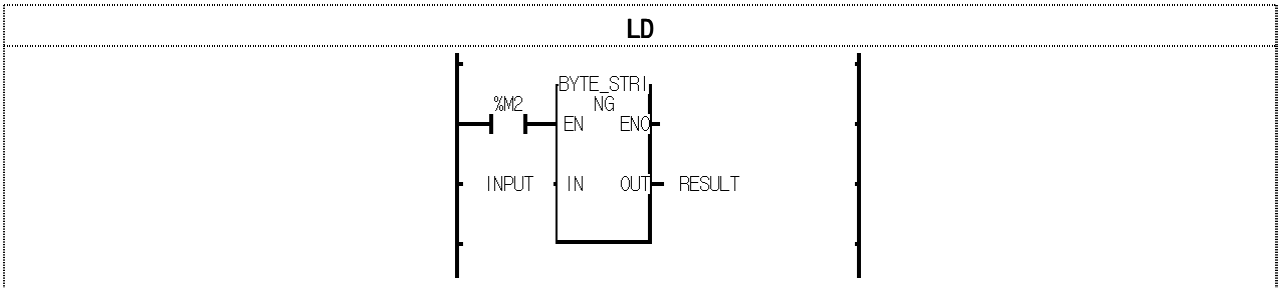 LD
BYTE_STRI
%M2 NG
EN ENO
INPUT IN OUT RESULT